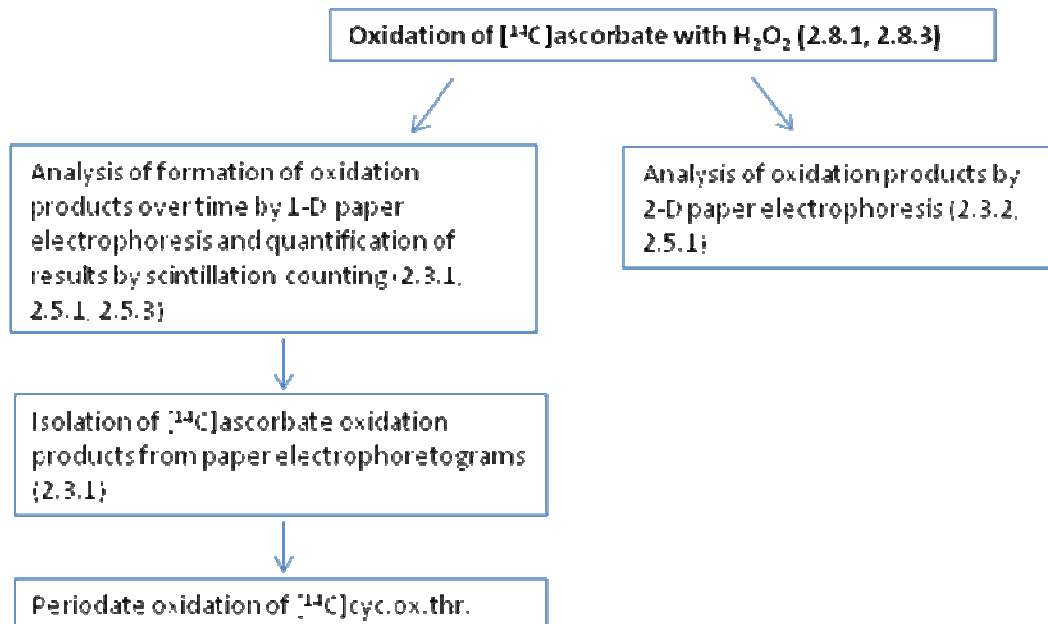 Oxidation of [¹⁴C]ascorbate with H₂O₂ (2.8.1, 2.8.3)
Analysis of formation of oxidation
products over time by 1-D paper
electrophoresis and quantification of
results by scintillation counting (2.3.1,
2.5.1, 2.5.3)
Analysis of oxidation products by
2-D paper electrophoresis (2.3.2,
2.5.1)
Isolation of [¹⁴C]ascorbate oxidation
products from paper electrophoretograms
(2.3.1)
Periodate oxidation of [¹⁴C]cyc.ox.thr.